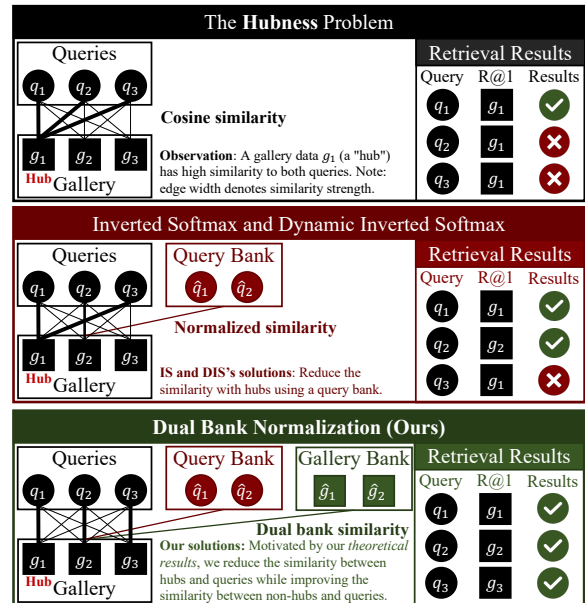 The Hubness Problem
Queries
q₁ q₂ q₃
g₁ g₂ g₃
Hub Gallery
Cosine similarity
Observation: A gallery data g₁ (a "hub")
has high similarity to both queries. Note:
edge width denotes similarity strength.
Retrieval Results
Query R@1 Results
q₁ g₁
q₂ g₁
q₃ g₁
Inverted Softmax and Dynamic Inverted Softmax
Queries
q₁ q₂ q₃
g₁ g₂ g₃
Hub Gallery
Query Bank
q̂₁ q̂₂
Normalized similarity
IS and DIS's solutions: Reduce the
similarity with hubs using a query bank.
Retrieval Results
Query R@1 Results
q₁ g₁
q₂ g₂
q₃ g₁
Dual Bank Normalization (Ours)
Queries
q₁ q₂ q₃
g₁ g₂ g₃
Hub Gallery
Query Bank
q̂₁ q̂₂
Gallery Bank
ĝ₁ ĝ₂
Dual bank similarity
Our solutions: Motivated by our theoretical
results, we reduce the similarity between
hubs and queries while improving the
similarity between non-hubs and queries.
Retrieval Results
Query R@1 Results
q₁ g₁
q₂ g₂
q₃ g₃